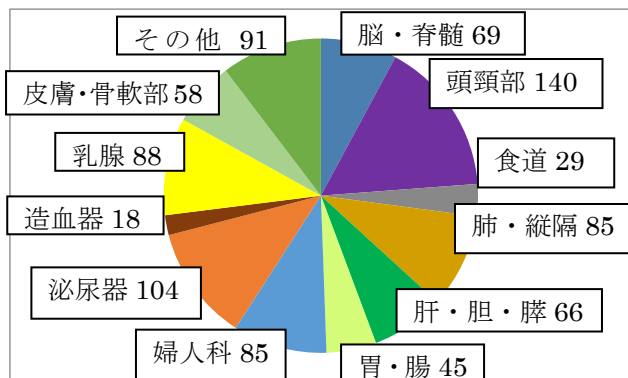 その他 91
脳・脊髄 69
頭頸部 140
皮膚・骨軟部 58
乳腺 88
食道 29
造血器 18
肺・縦隔 85
泌尿器 104
肝・胆・膵 66
婦人科 85
胃・腸 45